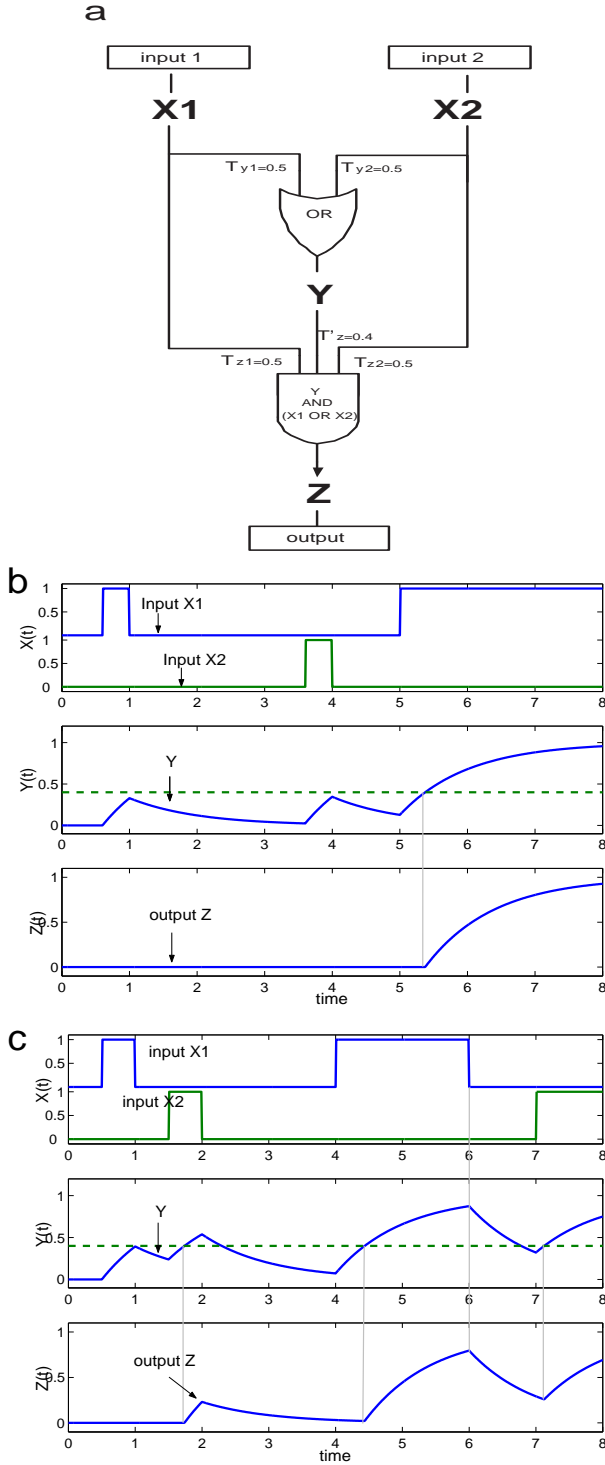 a
input 1 input 2
X1 X2
Ty1=0.5 Ty2=0.5
OR
Y
T'z=0.4
Tz1=0.5 Tz2=0.5
Y
AND
(X1 OR X2)
Z
output
b
1
0.5
Input X1
X(t)
1
0.5
Input X2
0
0 1 2 3 4 5 6 7 8
1
Y
Y(t)
0.5
0
0 1 2 3 4 5 6 7 8
1
Z(t)
0.5
output Z
0
0 1 2 3 4 5 6 7 8
time
c
1
input X1
0.5
X(t)
1
input X2
0.5
0
0 1 2 3 4 5 6 7 8
1
Y
Y(t)
0.5
0
0 1 2 3 4 5 6 7 8
1
output Z
Z(t)
0.5
0
0 1 2 3 4 5 6 7 8
time